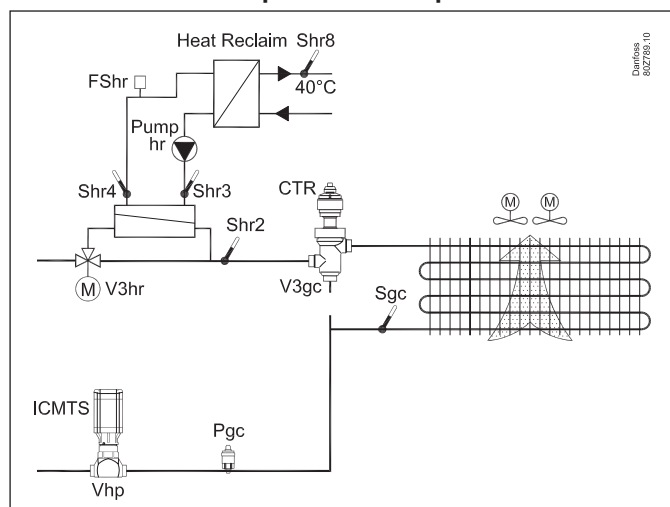 Heat Reclaim
Shr8
Danfoss
80Z789.10
FShr
40°C
Pump
hr
Shr4
Shr3
CTR
M
M
Shr2
M
V3hr
V3gc
Sgc
ICMTS
Pgc
Vhp